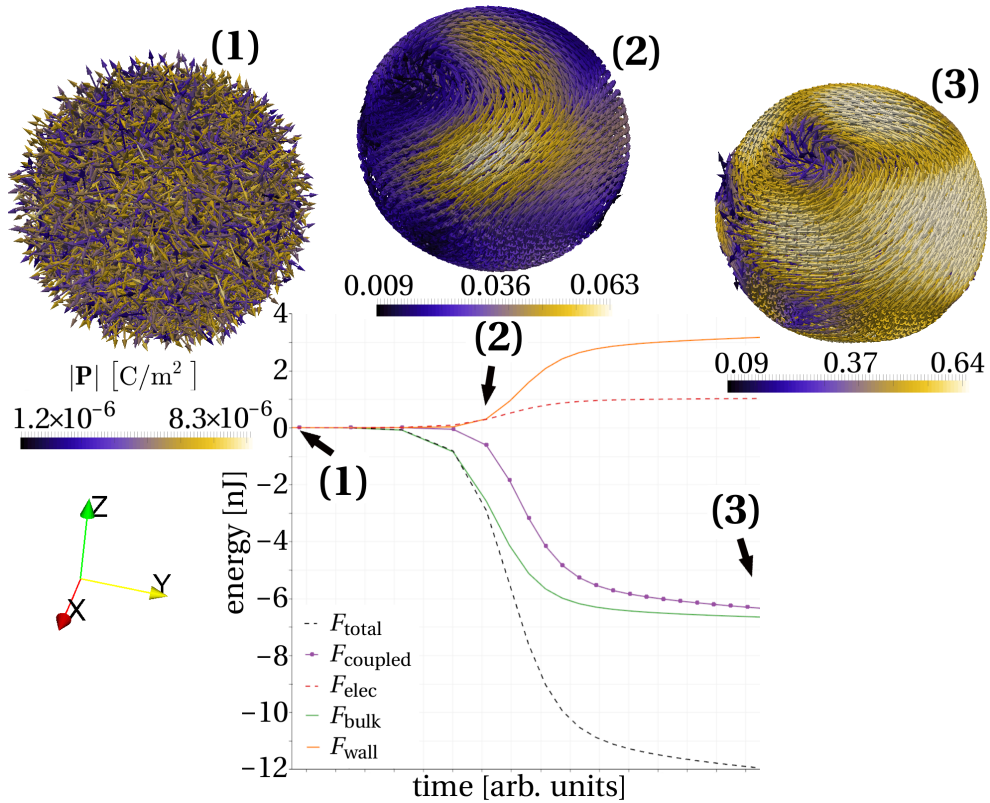 (1)
(2)
(3)
0.009 0.036 0.063
|P| [C/m²]
1.2×10⁻⁶ 8.3×10⁻⁶
0.09 0.37 0.64
4
2
0
−2
−4
−6
−8
−10
−12
energy [nJ]
(1)
(2)
(3)
Z
Y
X
F_total
F_coupled
F_elec
F_bulk
F_wall
time [arb. units]